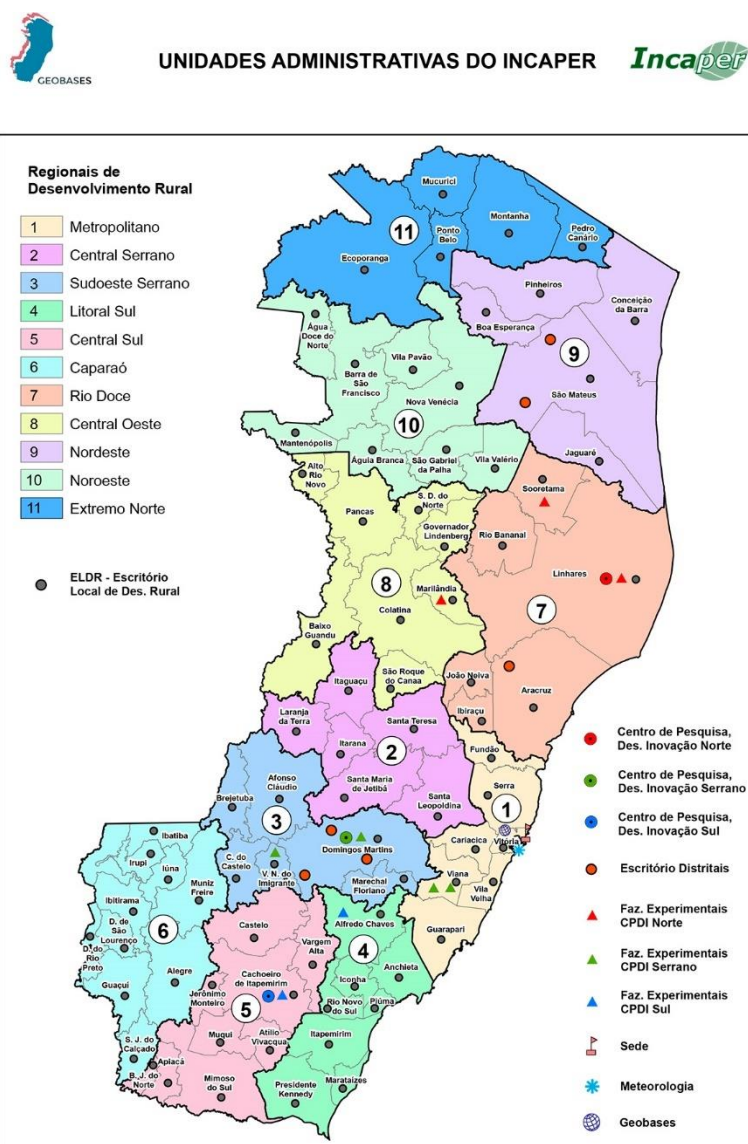 GEOBASES
UNIDADES ADMINISTRATIVAS DO INCAPER
Incaper
Regionais de
Desenvolvimento Rural
1 Metropolitano
2 Central Serrano
3 Sudoeste Serrano
4 Litoral Sul
5 Central Sul
6 Caparaó
7 Rio Doce
8 Central Oeste
9 Nordeste
10 Noroeste
11 Extremo Norte
ELDR - Escritório
Local de Des. Rural
Mucurici
Montanha
11
Ponto
Belo
Pedro
Canário
Ecoporanga
Pinheiros
Conceição
da Barra
Boa Esperança
9
São Mateus
Jaguaré
Água
Doce do
Norte
Vila Pavão
Barra de
São
Francisco
Nova Venécia
10
Mantenópolis
Águia Branca
São Gabriel
da Palha
Vila Valério
Alto
Rio
Novo
Pancas
S. D. do
Norte
Governador
Lindenberg
8
Marilândia
Colatina
Baixo
Guandu
São Roque
do Canaa
Sooretama
Rio Bananal
Linhares
7
João Neiva
Aracruz
Ibiraçu
Itaguaçu
Laranja
da Terra
Santa Teresa
Itarana
2
Santa Maria
de Jetibá
Santa
Leopoldina
Fundão
Serra
1
Cariacica
Vitória
Viana
Vila
Velha
Guarapari
Afonso
Cláudio
Brejetuba
3
Domingos Martins
C. do
Castelo
V. N. do
Imigrante
Marechal
Floriano
Ibatiba
Irupi
Iúna
Muniz
Freire
Ibitirama
D. de
São
Lourenço
6
D. do
Rio
Preto
Alegre
Guaçuí
S. J. do
Calçado
Castelo
Vargem
Alta
Cachoeiro
de Itapemirim
Jerônimo
Monteiro
5
Muqui
Atilio
Vivacqua
Apiacá
B. J. do
Norte
Mimoso
do Sul
Alfredo Chaves
4
Anchieta
Iconha
Rio Novo
do Sul
Piúma
Itapemirim
Marataizes
Presidente
Kennedy
Centro de Pesquisa,
Des. Inovação Norte
Centro de Pesquisa,
Des. Inovação Serrano
Centro de Pesquisa,
Des. Inovação Sul
Escritório Distritais
Faz. Experimentais
CPDI Norte
Faz. Experimentais
CPDI Serrano
Faz. Experimentais
CPDI Sul
Sede
Meteorologia
Geobases